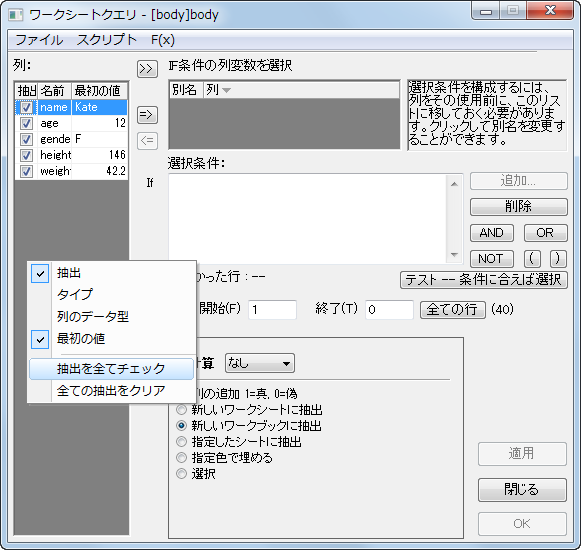 ワークシートクエリ - [body]body
ファイル スクリプト F(x)
列:
抽出 名前 最初の値
name Kate
age 12
gende F
height 146
weight 42.2
>>
=>
<=
IF条件の列変数を選択
別名 列
選択条件を構成するには、
列をその使用前に、このリス
トに移しておく必要がありま
す。クリックして別名を変更す
ることができます。
選択条件:
If
追加...
削除
AND OR
NOT ( )
かった行 : --
テスト -- 条件に合えば選択
開始(F) 1 終了(T) 0 全ての行 (40)
抽出
タイプ
列のデータ型
最初の値
抽出を全てチェック
全ての抽出をクリア
計算 なし
列の追加 1=真, 0=偽
新しいワークシートに抽出
新しいワークブックに抽出
指定したシートに抽出
指定色で埋める
選択
適用
閉じる
OK